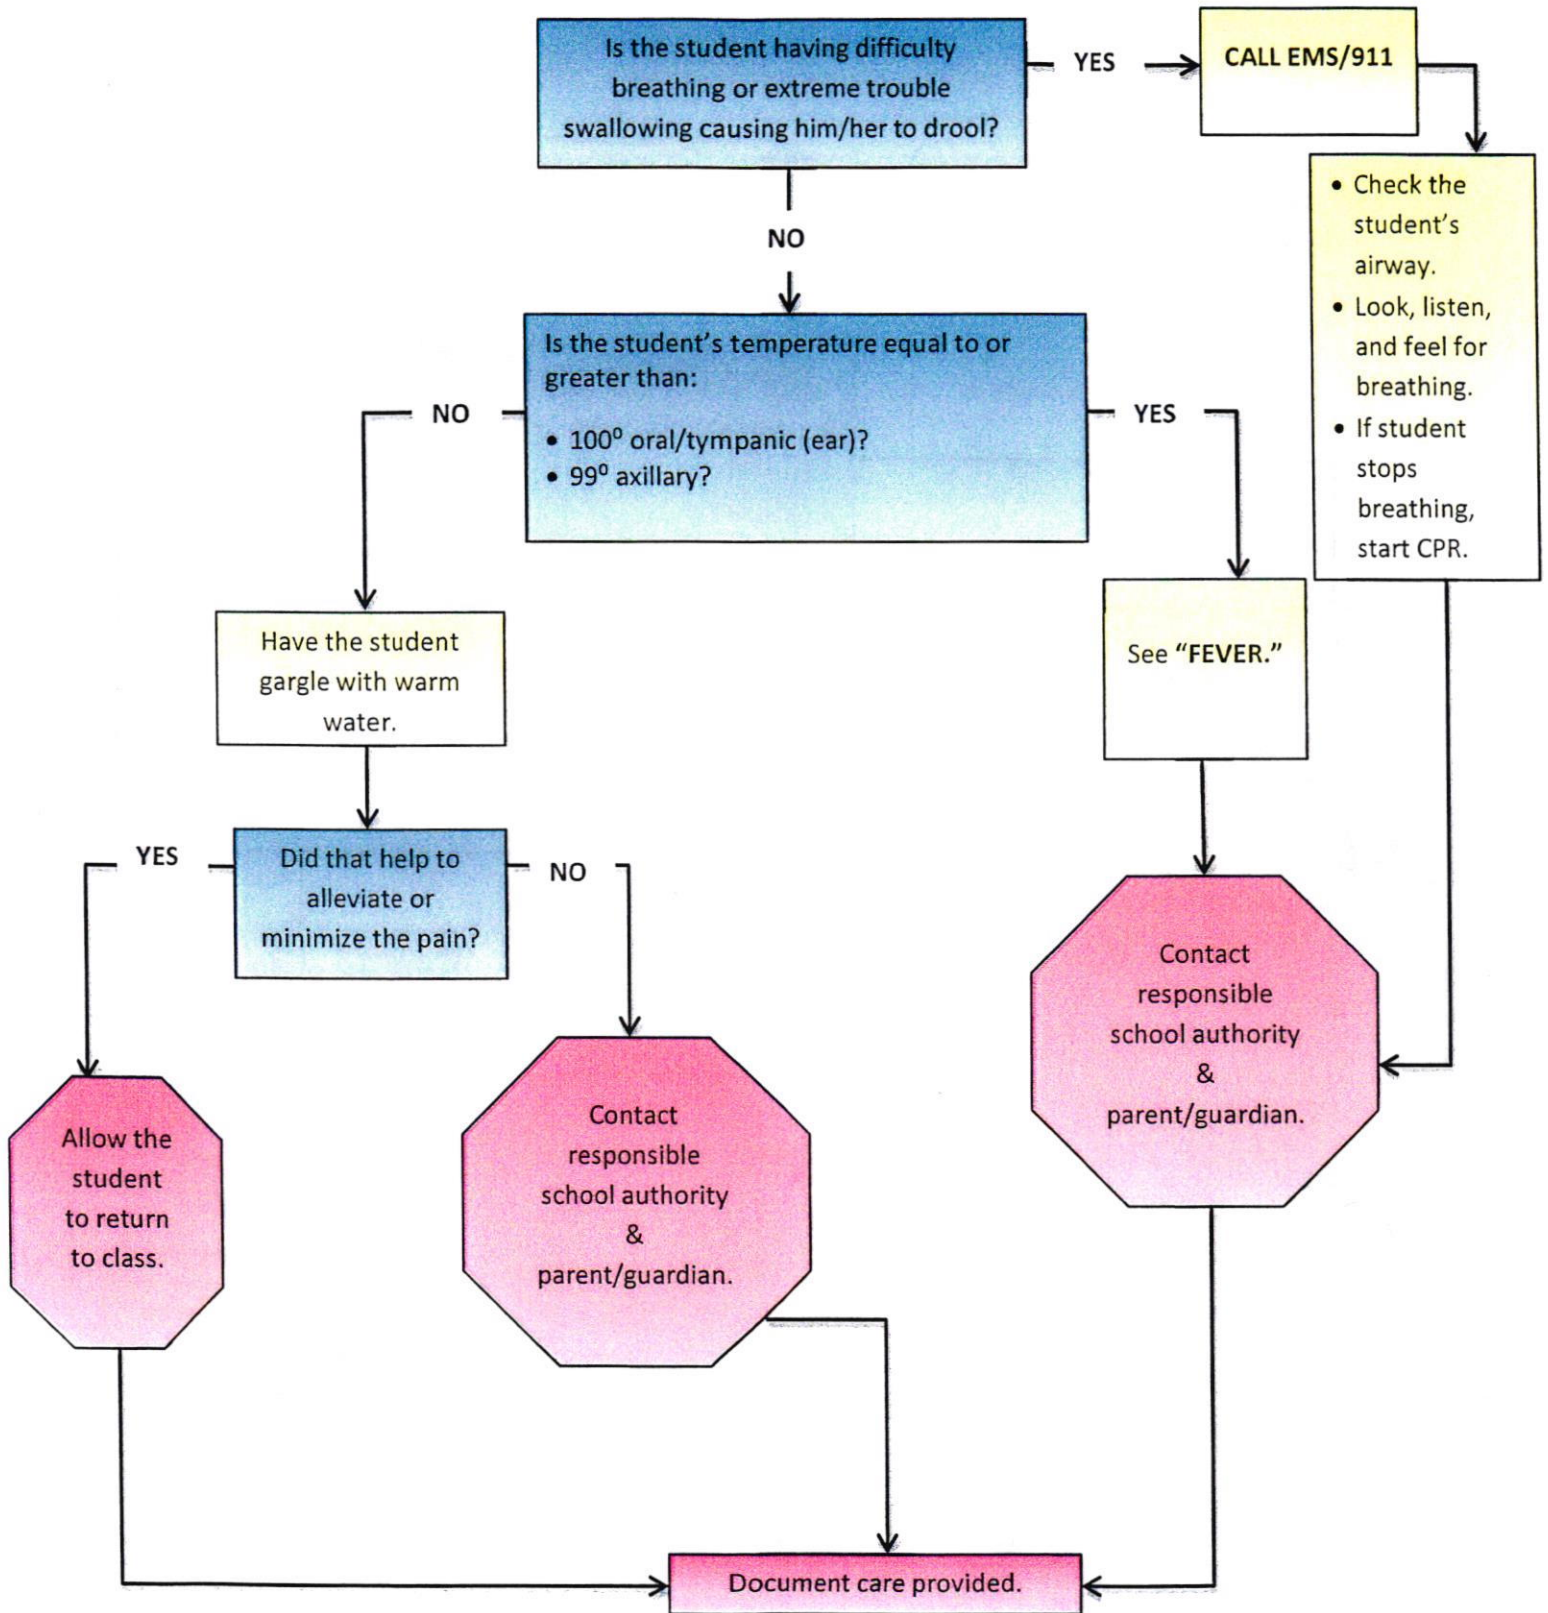 Is the student having difficulty
breathing or extreme trouble
swallowing causing him/her to drool?
YES
CALL EMS/911
• Check the
student's
airway.
• Look, listen,
and feel for
breathing.
• If student
stops
breathing,
start CPR.
NO
Is the student's temperature equal to or
greater than:
• 100⁰ oral/tympanic (ear)?
• 99⁰ axillary?
NO
YES
Have the student
gargle with warm
water.
See "FEVER."
Did that help to
alleviate or
minimize the pain?
YES
NO
Contact
responsible
school authority
&
parent/guardian.
Allow the
student
to return
to class.
Contact
responsible
school authority
&
parent/guardian.
Document care provided.